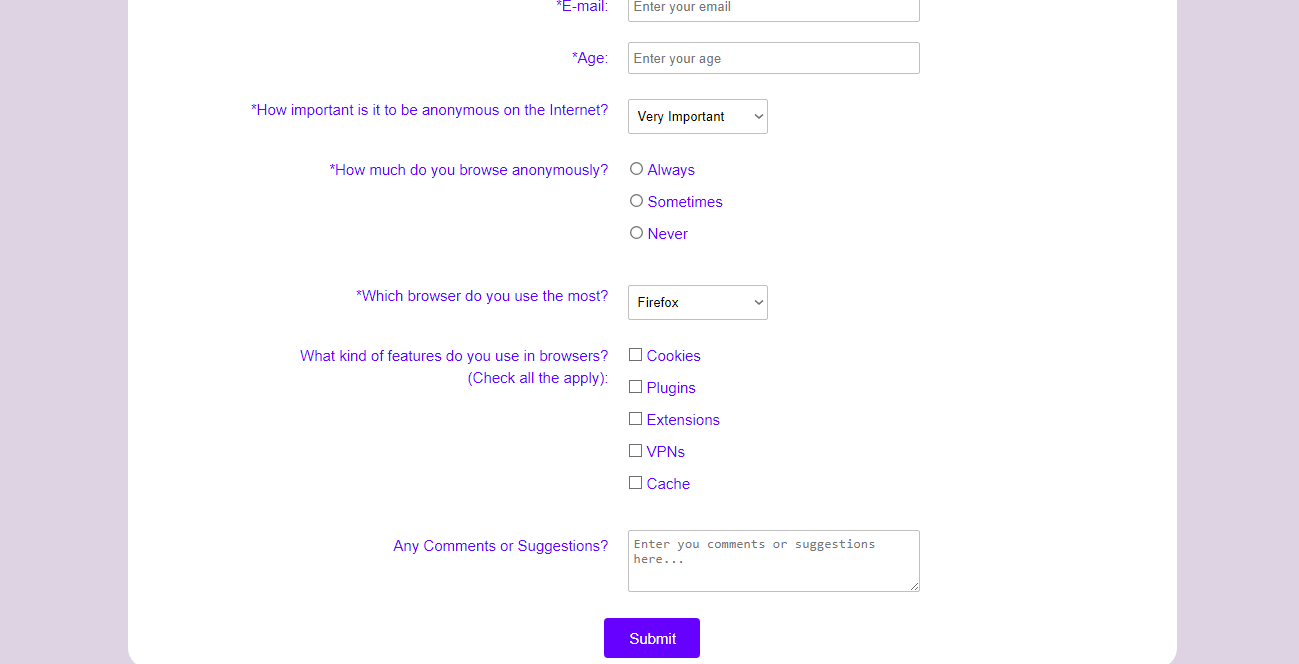 *E-mail: Enter your email
*Age: Enter your age
*How important is it to be anonymous on the Internet? Very Important
*How much do you browse anonymously? Always
Sometimes
Never
*Which browser do you use the most? Firefox
What kind of features do you use in browsers? Cookies
(Check all the apply):
Plugins
Extensions
VPNs
Cache
Any Comments or Suggestions? Enter you comments or suggestions
here...
Submit